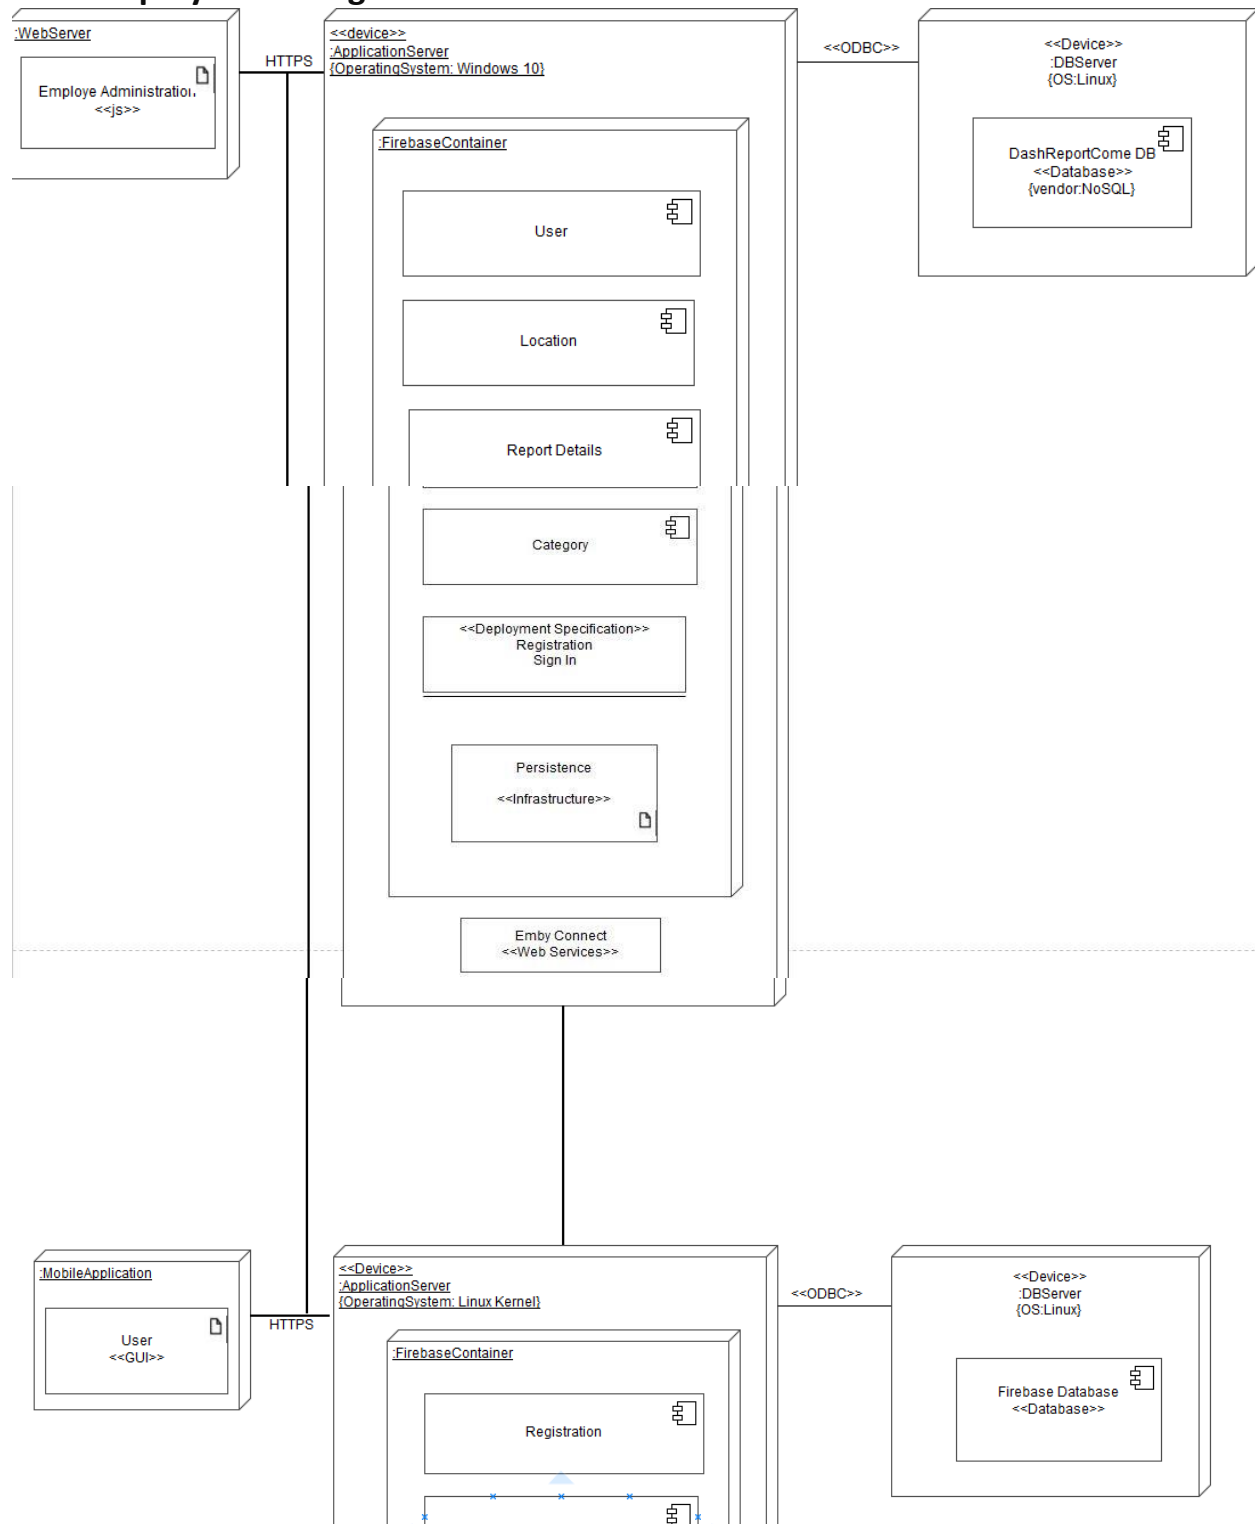 :WebServer
Employe Administration
<<js>>
HTTPS
<<device>>
:ApplicationServer
{OperatingSystem: Windows 10}
:FirebaseContainer
User
Location
Report Details
Category
<<Deployment Specification>>
Registration
Sign In
Persistence
<<Infrastructure>>
Emby Connect
<<Web Services>>
<<ODBC>>
<<Device>>
:DBServer
{OS:Linux}
DashReportCome DB
<<Database>>
{vendor:NoSQL}
:MobileApplication
User
<<GUI>>
HTTPS
<<Device>>
:ApplicationServer
{OperatingSystem: Linux Kernel}
:FirebaseContainer
Registration
<<ODBC>>
<<Device>>
:DBServer
{OS:Linux}
Firebase Database
<<Database>>